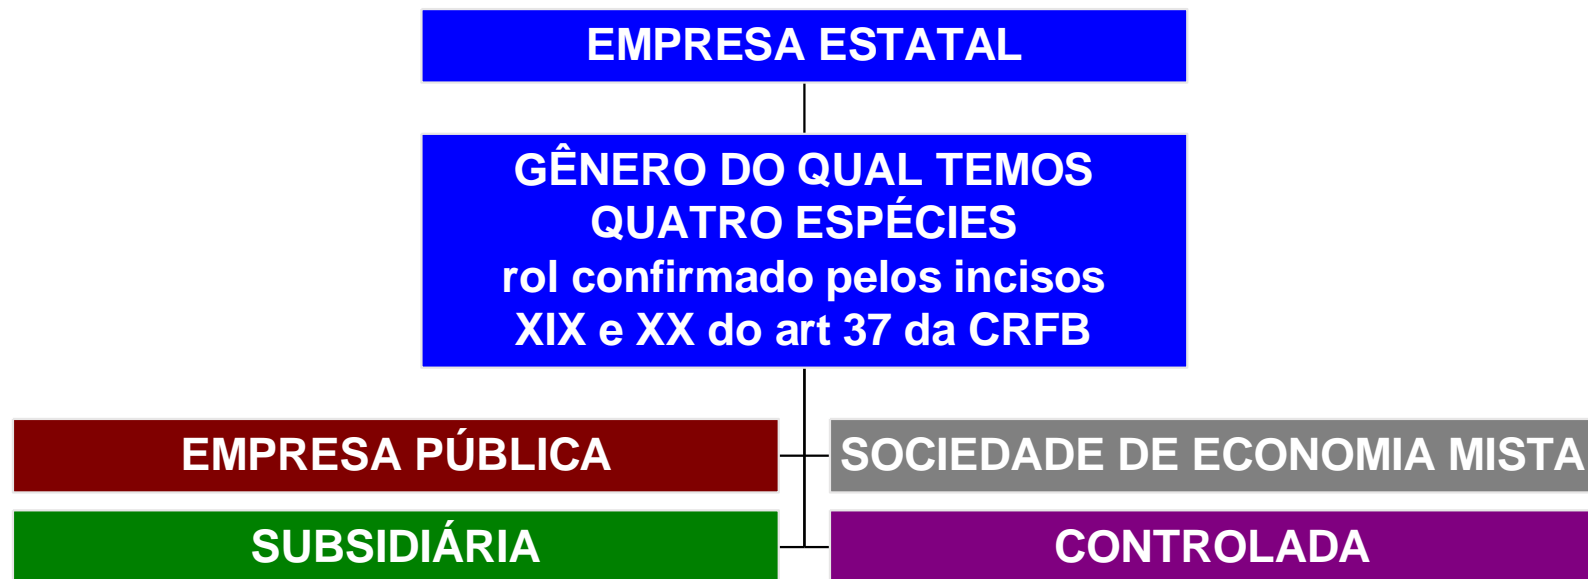 EMPRESA ESTATAL
GÊNERO DO QUAL TEMOS
QUATRO ESPÉCIES
rol confirmado pelos incisos
XIX e XX do art 37 da CRFB
EMPRESA PÚBLICA
SOCIEDADE DE ECONOMIA MISTA
SUBSIDIÁRIA
CONTROLADA